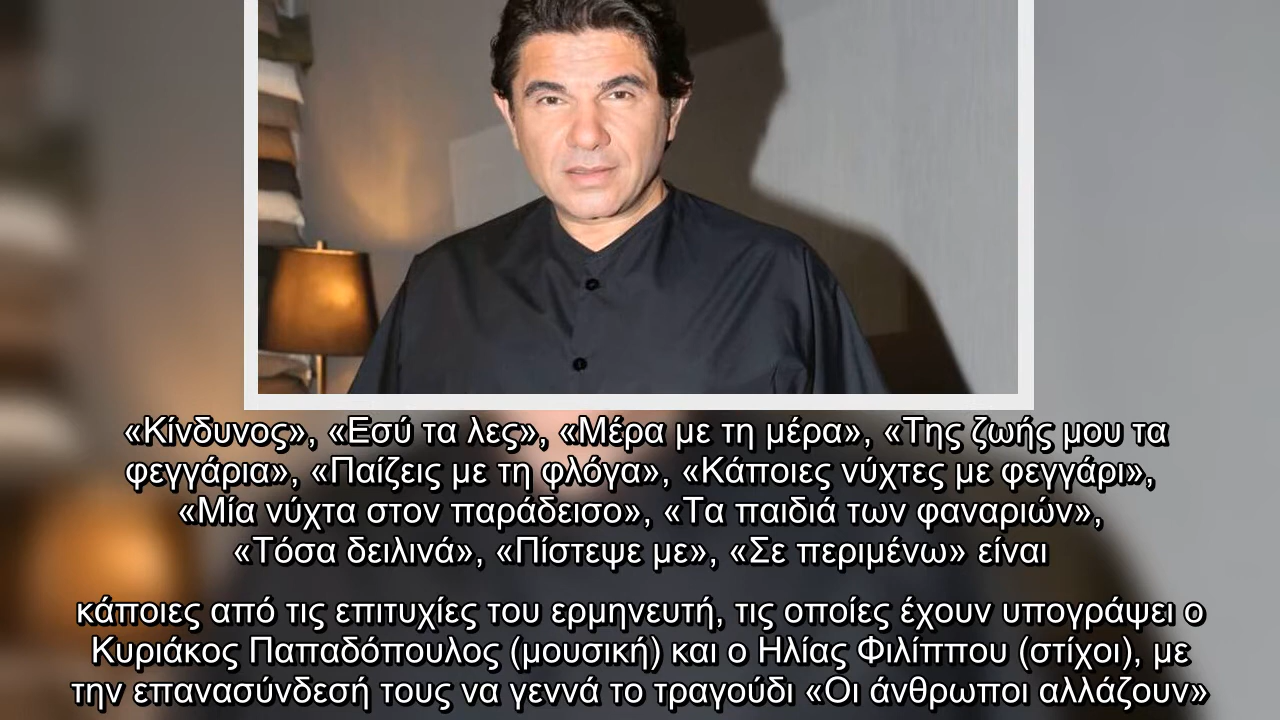 «Κίνδυνος», «Εσύ τα λες», «Μέρα με τη μέρα», «Της ζωής μου τα
φεγγάρια», «Παίζεις με τη φλόγα», «Κάποιες νύχτες με φεγγάρι»,
«Μία νύχτα στον παράδεισο», «Τα παιδιά των φαναριών»,
«Τόσα δειλινά», «Πίστεψε με», «Σε περιμένω» είναι
κάποιες από τις επιτυχίες του ερμηνευτή, τις οποίες έχουν υπογράψει ο
Κυριάκος Παπαδόπουλος (μουσική) και ο Ηλίας Φιλίππου (στίχοι), με
την επανασύνδεσή τους να γεννά το τραγούδι «Οι άνθρωποι αλλάζουν»